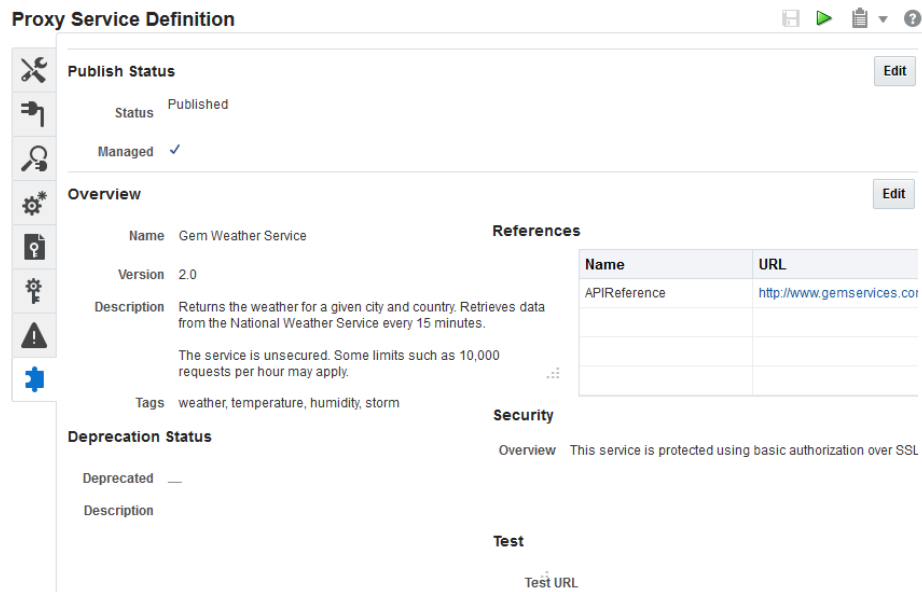 Proxy Service Definition
Publish Status
Edit
Status Published
Managed
Overview
Edit
Name Gem Weather Service
Version 2.0
Description Returns the weather for a given city and country. Retrieves data
from the National Weather Service every 15 minutes.
The service is unsecured. Some limits such as 10,000
requests per hour may apply.
Tags weather, temperature, humidity, storm
Deprecation Status
Deprecated
Description
References
Name URL
APIReference http://www.gemservices.cor
Security
Overview This service is protected using basic authorization over SSL
Test
Test URL